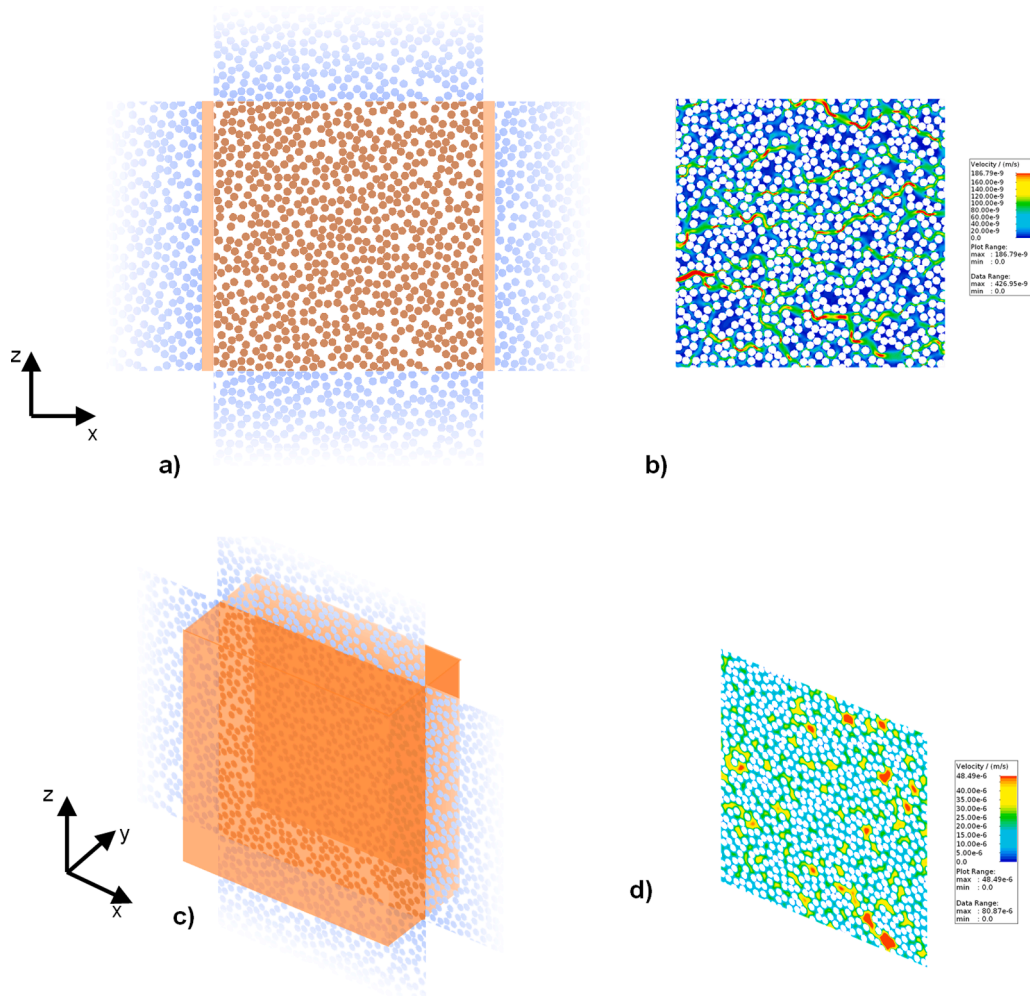 z
x
a)
b)
Velocity / (m/s)
186.79e-9
160.00e-9
140.00e-9
120.00e-9
100.00e-9
80.00e-9
60.00e-9
40.00e-9
20.00e-9
0.0
Plot Range:
max : 186.79e-9
min : 0.0
Data Range:
max : 426.95e-9
min : 0.0
z
y
x
c)
d)
Velocity / (m/s)
48.49e-6
40.00e-6
35.00e-6
30.00e-6
25.00e-6
20.00e-6
15.00e-6
10.00e-6
5.00e-6
0.0
Plot Range:
max : 48.49e-6
min : 0.0
Data Range:
max : 80.87e-6
min : 0.0